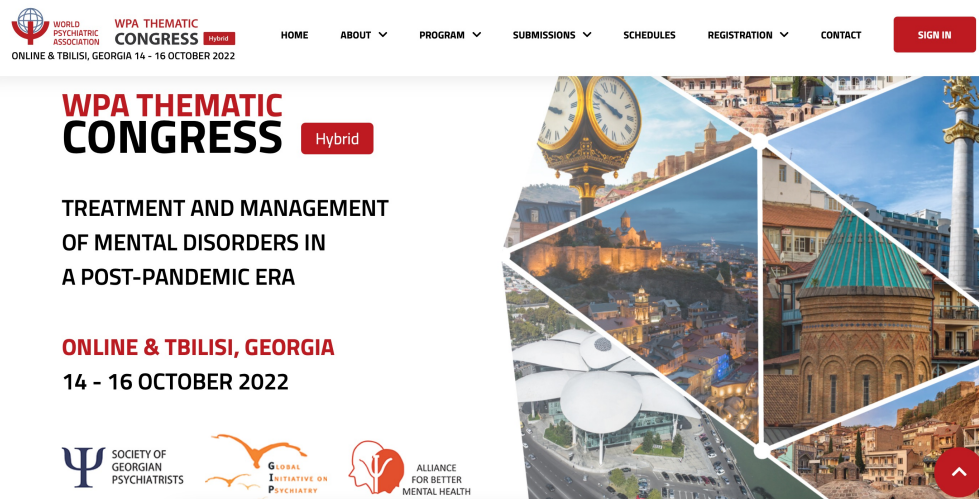 WORLD
PSYCHIATRIC
ASSOCIATION
WPA THEMATIC
CONGRESS Hybrid
ONLINE & TBILISI, GEORGIA 14 - 16 OCTOBER 2022
HOME ABOUT PROGRAM SUBMISSIONS SCHEDULES REGISTRATION CONTACT SIGN IN
WPA THEMATIC
CONGRESS Hybrid
TREATMENT AND MANAGEMENT
OF MENTAL DISORDERS IN
A POST-PANDEMIC ERA
ONLINE & TBILISI, GEORGIA
14 - 16 OCTOBER 2022
SOCIETY OF
GEORGIAN
PSYCHIATRISTS
GLOBAL
INITIATIVE ON
PSYCHIATRY
ALLIANCE
FOR BETTER
MENTAL HEALTH